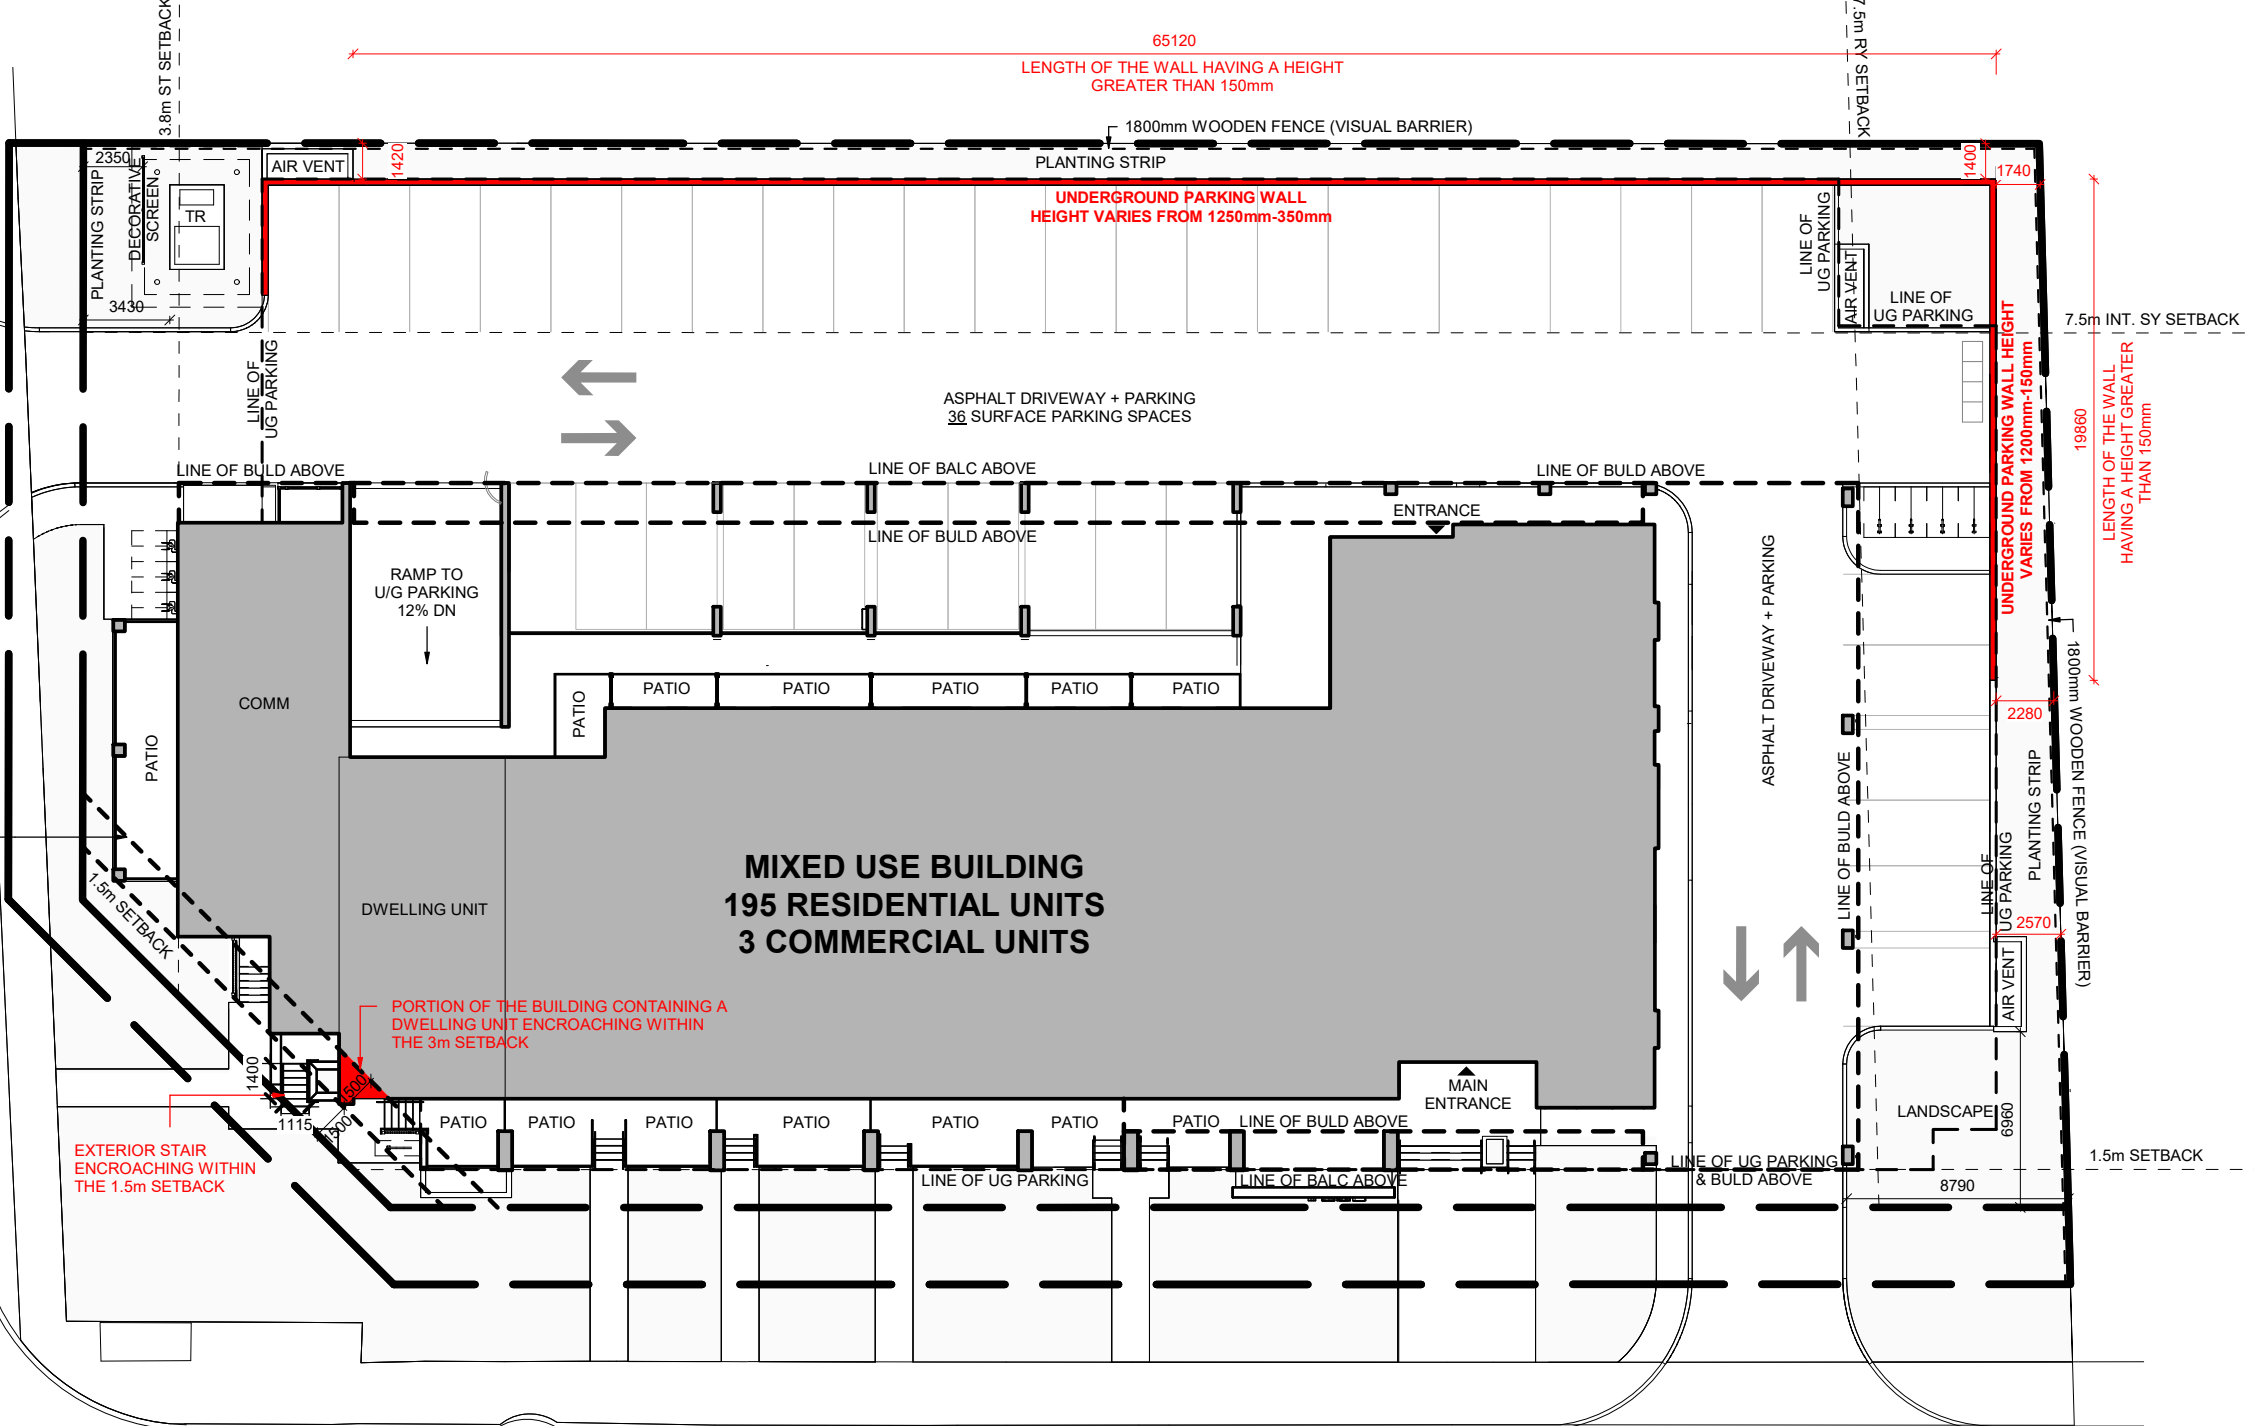 3.8m ST SETBACK
7.5m RY SETBACK
65120
LENGTH OF THE WALL HAVING A HEIGHT
GREATER THAN 150mm
1800mm WOODEN FENCE (VISUAL BARRIER)
PLANTING STRIP
2350
AIR VENT
1420
1400
1740
PLANTING STRIP
DECORATIVE
SCREEN
TR
3430
UNDERGROUND PARKING WALL
HEIGHT VARIES FROM 1250mm-350mm
LINE OF
UG PARKING
AIR VENT
LINE OF
UG PARKING
7.5m INT. SY SETBACK
LINE OF
UG PARKING
ASPHALT DRIVEWAY + PARKING
36 SURFACE PARKING SPACES
UNDERGROUND PARKING WALL HEIGHT
VARIES FROM 1200mm-150mm
19860
LENGTH OF THE WALL
HAVING A HEIGHT GREATER
THAN 150mm
LINE OF BULD ABOVE
LINE OF BALC ABOVE
LINE OF BULD ABOVE
ENTRANCE
LINE OF BULD ABOVE
RAMP TO
U/G PARKING
12% DN
ASPHALT DRIVEWAY + PARKING
1800mm WOODEN FENCE (VISUAL BARRIER)
COMM
PATIO
PATIO
PATIO
PATIO
PATIO
PATIO
PATIO
2280
PLANTING STRIP
LINE OF BULD ABOVE
LINE OF
UG PARKING
MIXED USE BUILDING
195 RESIDENTIAL UNITS
3 COMMERCIAL UNITS
1.5m SETBACK
DWELLING UNIT
2570
AIR VENT
PORTION OF THE BUILDING CONTAINING A
DWELLING UNIT ENCROACHING WITHIN
THE 3m SETBACK
1400
1500
1115
1500
MAIN
ENTRANCE
LANDSCAPE
6960
PATIO
PATIO
PATIO
PATIO
PATIO
PATIO
LINE OF BULD ABOVE
EXTERIOR STAIR
ENCROACHING WITHIN
THE 1.5m SETBACK
LINE OF UG PARKING
LINE OF BALC ABOVE
LINE OF UG PARKING
& BULD ABOVE
1.5m SETBACK
8790